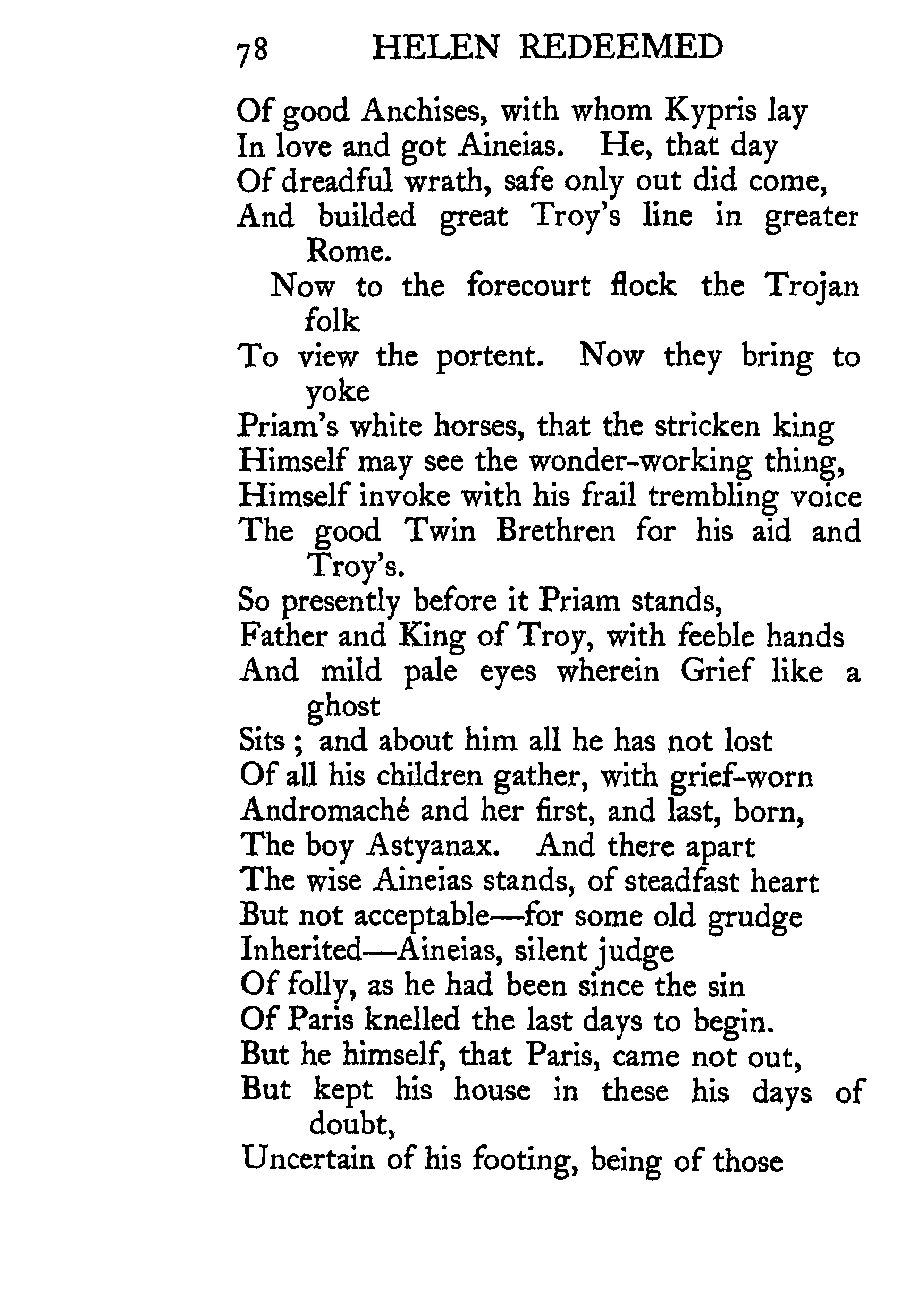 78 HELEN REDEEMED
Of good Anchises, with whom Kypris lay
In love and got Aineias. He, that day
Of dreadful wrath, safe only out did come,
And builded great Troy's line in greater
Rome.
Now to the forecourt flock the Trojan
folk
To view the portent. Now they bring to
yoke
Priam's white horses, that the stricken king
Himself may see the wonder-working thing,
Himself invoke with his frail trembling voice
The good Twin Brethren for his aid and
Troy's.
So presently before it Priam stands,
Father and King of Troy, with feeble hands
And mild pale eyes wherein Grief like a
ghost
Sits ; and about him all he has not lost
Of all his children gather, with grief-worn
Andromaché and her first, and last, born,
The boy Astyanax. And there apart
The wise Aineias stands, of steadfast heart
But not acceptable—for some old grudge
Inherited—Aineias, silent judge
Of folly, as he had been since the sin
Of Paris knelled the last days to begin.
But he himself, that Paris, came not out,
But kept his house in these his days of
doubt,
Uncertain of his footing, being of those